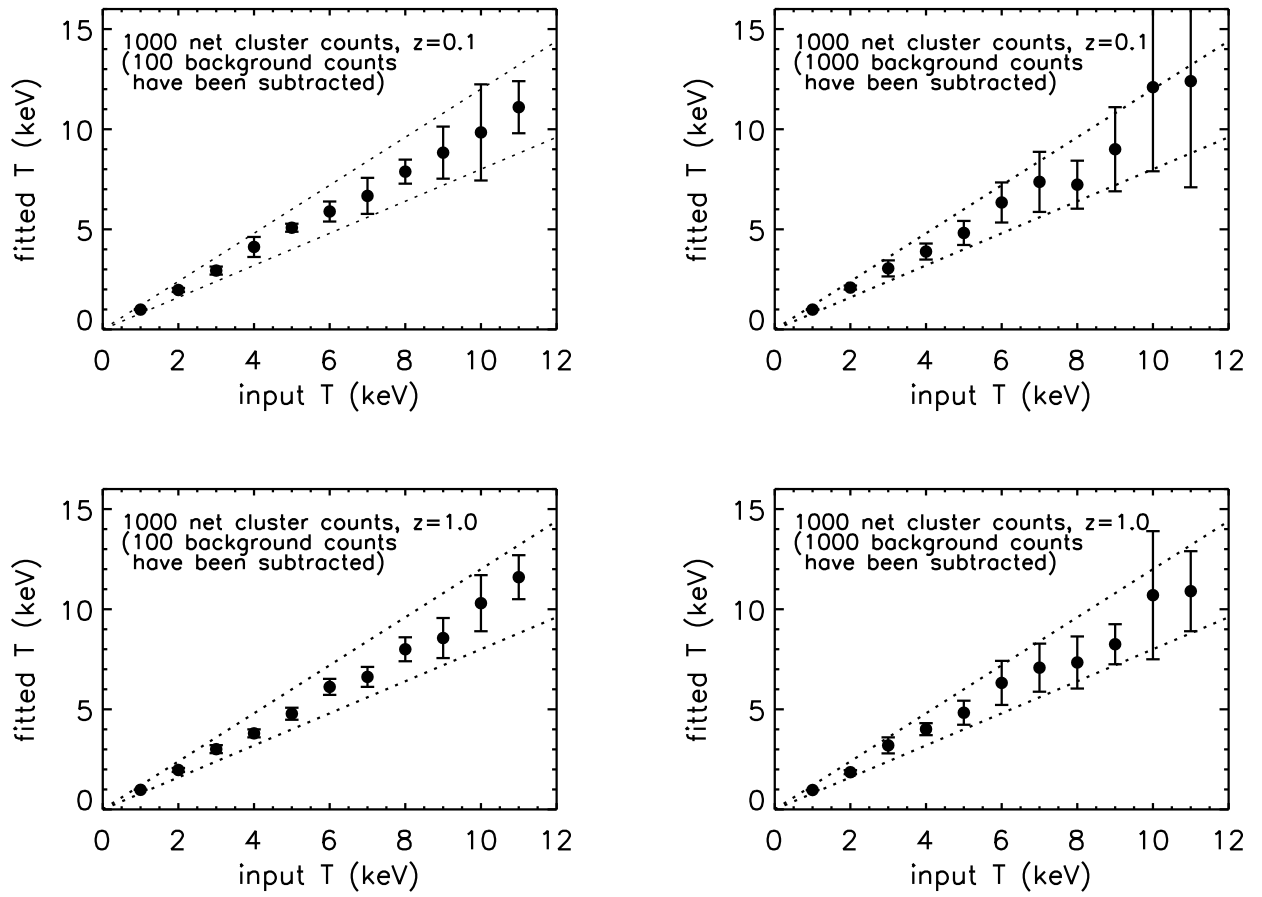 15
10
5
0
fitted T (keV)
1000 net cluster counts, z=0.1
(100 background counts
have been subtracted)
0 2 4 6 8 10 12
input T (keV)
15
10
5
0
fitted T (keV)
1000 net cluster counts, z=0.1
(1000 background counts
have been subtracted)
0 2 4 6 8 10 12
input T (keV)
15
10
5
0
fitted T (keV)
1000 net cluster counts, z=1.0
(100 background counts
have been subtracted)
0 2 4 6 8 10 12
input T (keV)
15
10
5
0
fitted T (keV)
1000 net cluster counts, z=1.0
(1000 background counts
have been subtracted)
0 2 4 6 8 10 12
input T (keV)